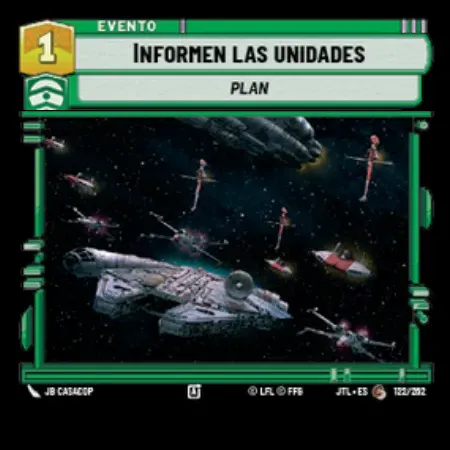 EVENTO
1
INFORMEN LAS UNIDADES
PLAN
JB CASACOP
© LFL © FFG
JTL • ES
122/262